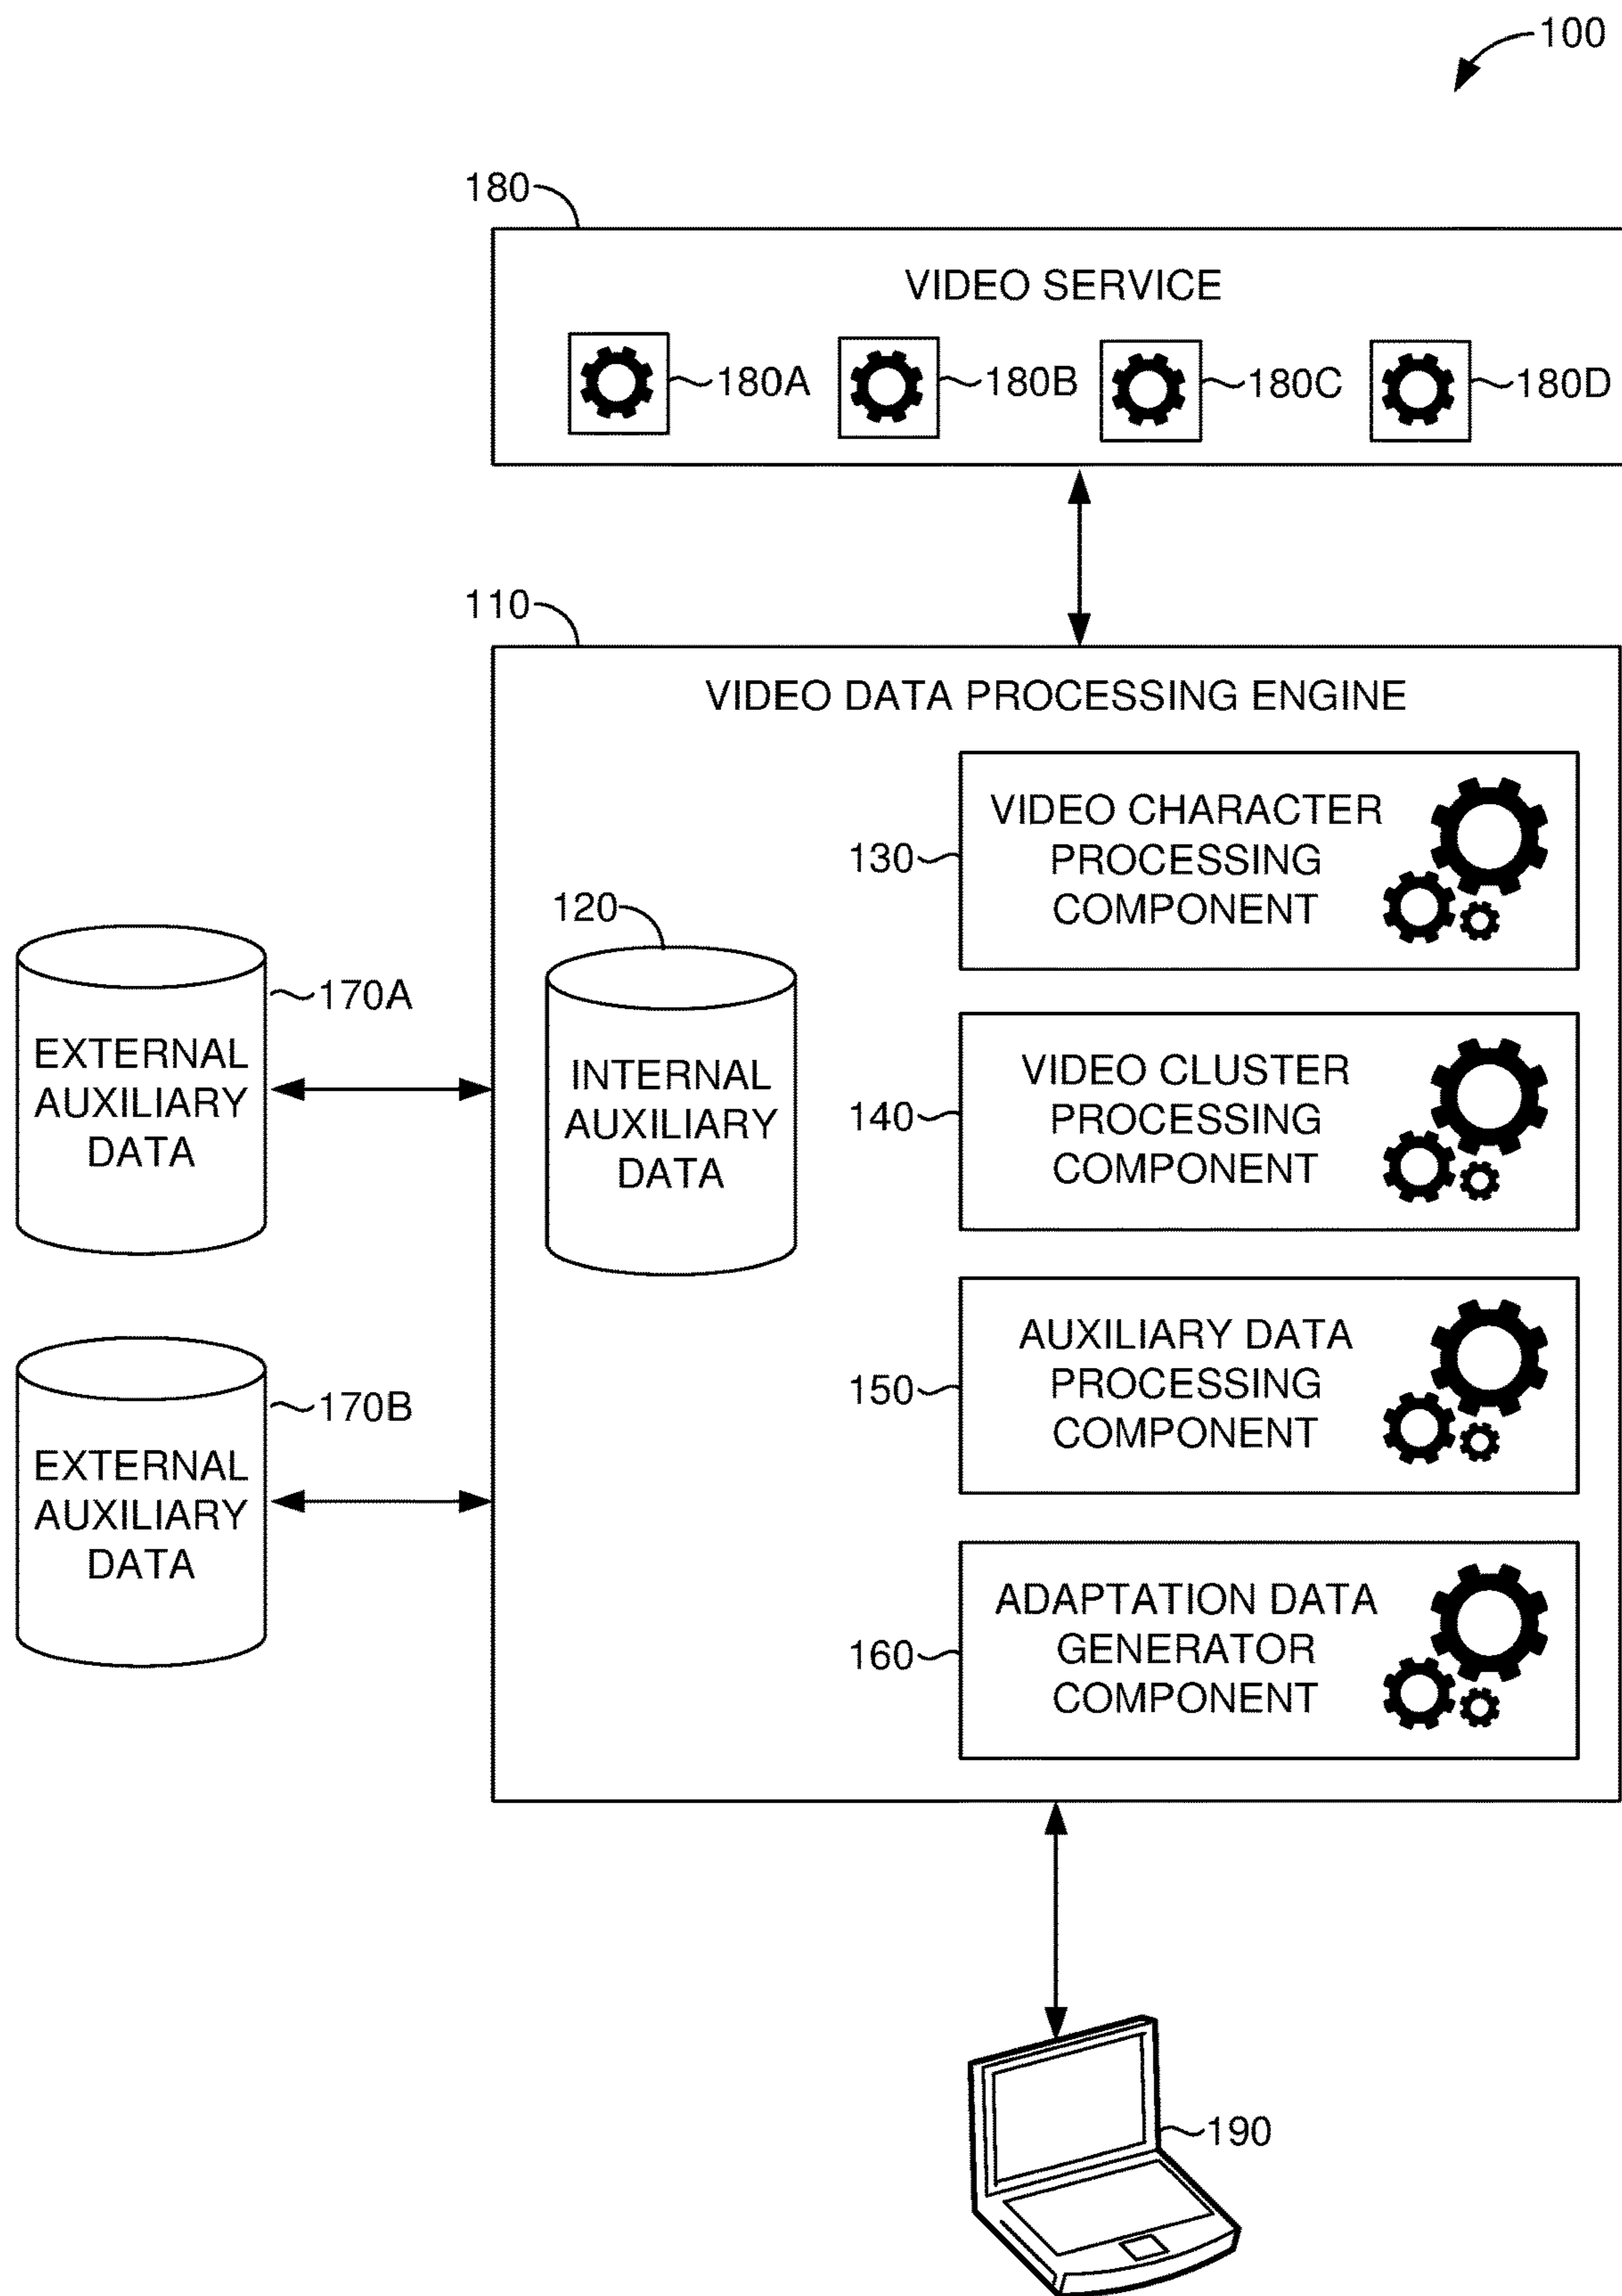 100
180
VIDEO SERVICE
180A
180B
180C
180D
110
VIDEO DATA PROCESSING ENGINE
VIDEO CHARACTER
PROCESSING
COMPONENT
130
120
170A
EXTERNAL
AUXILIARY
DATA
INTERNAL
AUXILIARY
DATA
VIDEO CLUSTER
PROCESSING
COMPONENT
140
AUXILIARY DATA
PROCESSING
COMPONENT
150
170B
EXTERNAL
AUXILIARY
DATA
ADAPTATION DATA
GENERATOR
COMPONENT
160
190